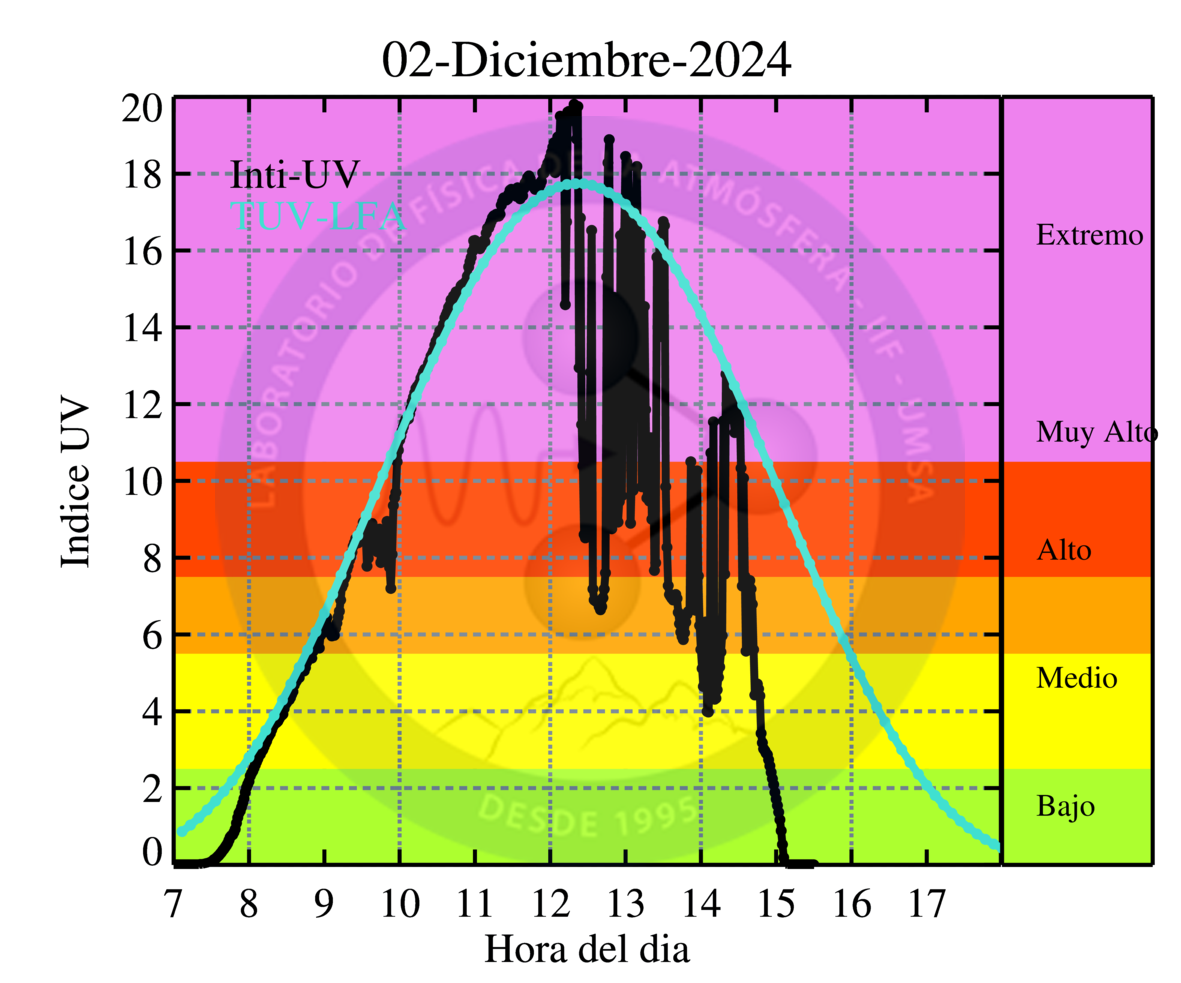 02-Diciembre-2024
20
18
16
14
12
10
8
6
4
2
0
Indice UV
Inti-UV
TUV-LFA
LABORATORIO DE FÍSICA DE LA ATMÓSFERA - IIF - UMSA
DESDE 1995
Extremo
Muy Alto
Alto
Medio
Bajo
7 8 9 10 11 12 13 14 15 16 17
Hora del dia